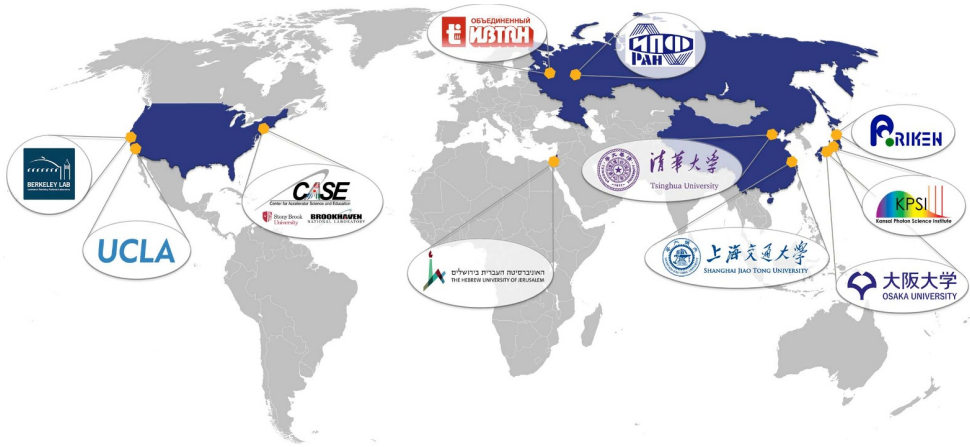 ОБЪЕДИНЕННЫЙ
ИВТАН
ИПФ
РАН
BERKELEY LAB
UCLA
CASE
Center for Accelerator Science and Education
Stony Brook
University
BROOKHAVEN
NATIONAL LABORATORY
האוניברסיטה העברית בירושלים
THE HEBREW UNIVERSITY OF JERUSALEM
清華大学
Tsinghua University
上海交通大学
SHANGHAI JIAO TONG UNIVERSITY
RIKEN
KPSI
Kansai Photon Science Institute
大阪大学
OSAKA UNIVERSITY